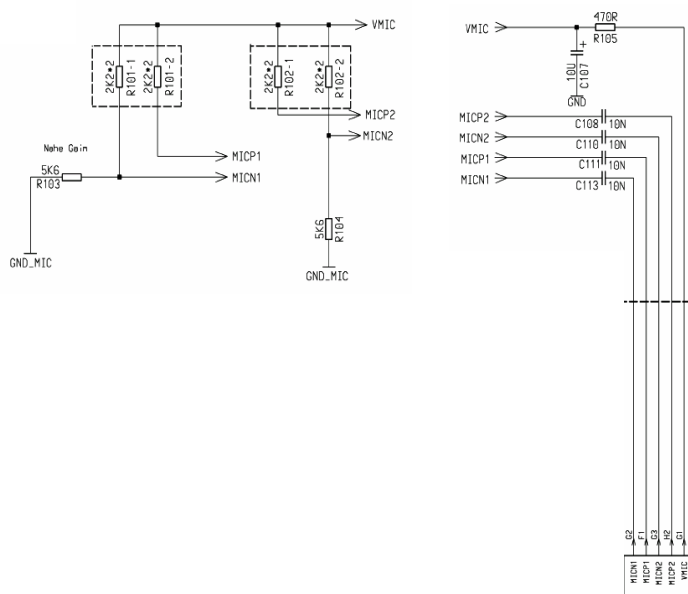 VMIC
2K2*2
R101-1
2K2*2
R101-2
2K2*2
R102-1
2K2*2
R102-2
MICP2
MICN2
Nahe Gain
MICP1
5K6
R103
MICN1
5K6
R104
GND_MIC
GND_MIC
470R
VMIC
R105
+
10U
C107
GND
MICP2
C108 10N
MICN2
C110 10N
MICP1
C111 10N
MICN1
C113 10N
G2
F1
G3
H2
G1
MICN1
MICP1
MICN2
MICP2
VMIC